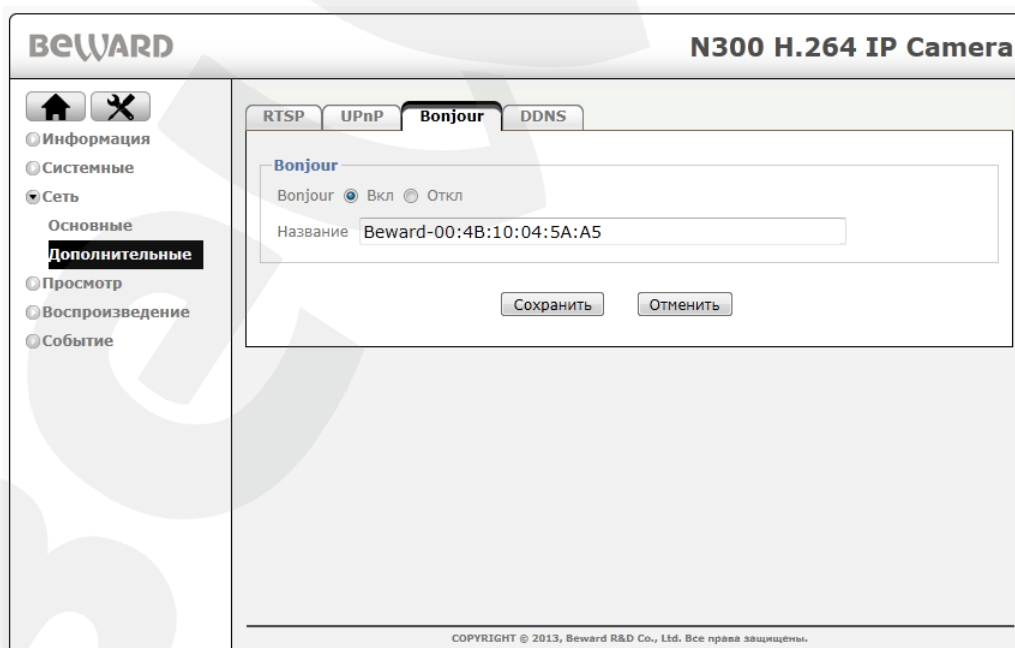 BEWARD
N300 H.264 IP Camera
Информация
Системные
Сеть
Основные
Дополнительные
Просмотр
Воспроизведение
Событие
RTSP UPnP Bonjour DDNS
Bonjour
Bonjour Вкл Откл
Название Beward-00:4B:10:04:5A:A5
Сохранить Отменить
COPYRIGHT © 2013, Beward R&D Co., Ltd. Все права защищены.